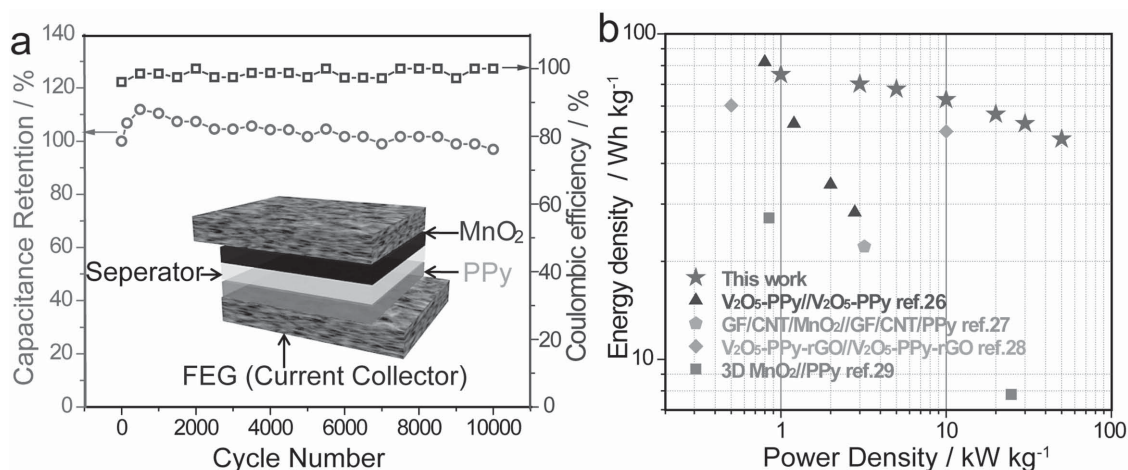 a
Capacitance Retention / %
140
120
100
80
60
40
20
0
0
2000
4000
6000
8000
10000
Cycle Number
100
80
60
40
20
0
Coulombic efficiency / %
MnO₂
Seperator
PPy
FEG (Current Collector)
b
Energy density / Wh kg⁻¹
100
10
1
10
100
Power Density / kW kg⁻¹
This work
V₂O₅-PPy//V₂O₅-PPy ref.26
GF/CNT/MnO₂//GF/CNT/PPy ref.27
V₂O₅-PPy-rGO//V₂O₅-PPy-rGO ref.28
3D MnO₂//PPy ref.29